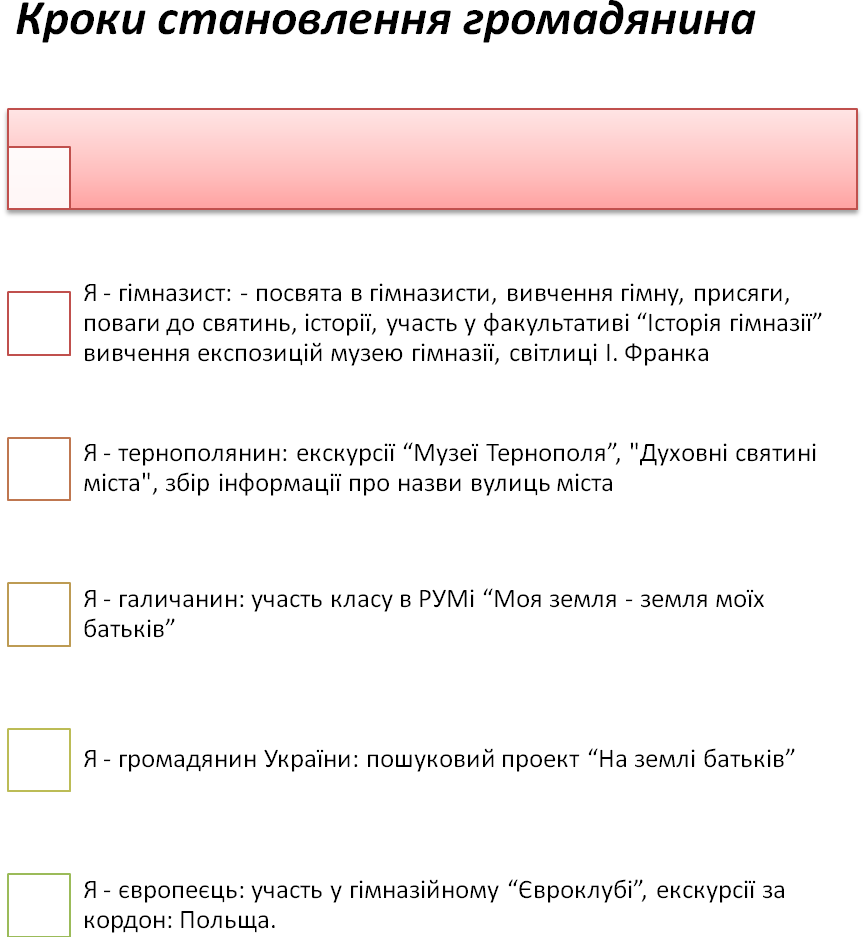 Кроки становлення громадянина
Я - гімназист: - посвята в гімназисти, вивчення гімну, присяги,
поваги до святинь, історії, участь у факультативі “Історія гімназії”
вивчення експозицій музею гімназії, світлиці І. Франка
Я - тернополянин: екскурсії “Музеї Тернополя”, "Духовні святині
міста", збір інформації про назви вулиць міста
Я - галичанин: участь класу в РУМі “Моя земля - земля моїх
батьків”
Я - громадянин України: пошуковий проект “На землі батьків”
Я - європеєць: участь у гімназійному “Євроклубі”, екскурсії за
кордон: Польща.